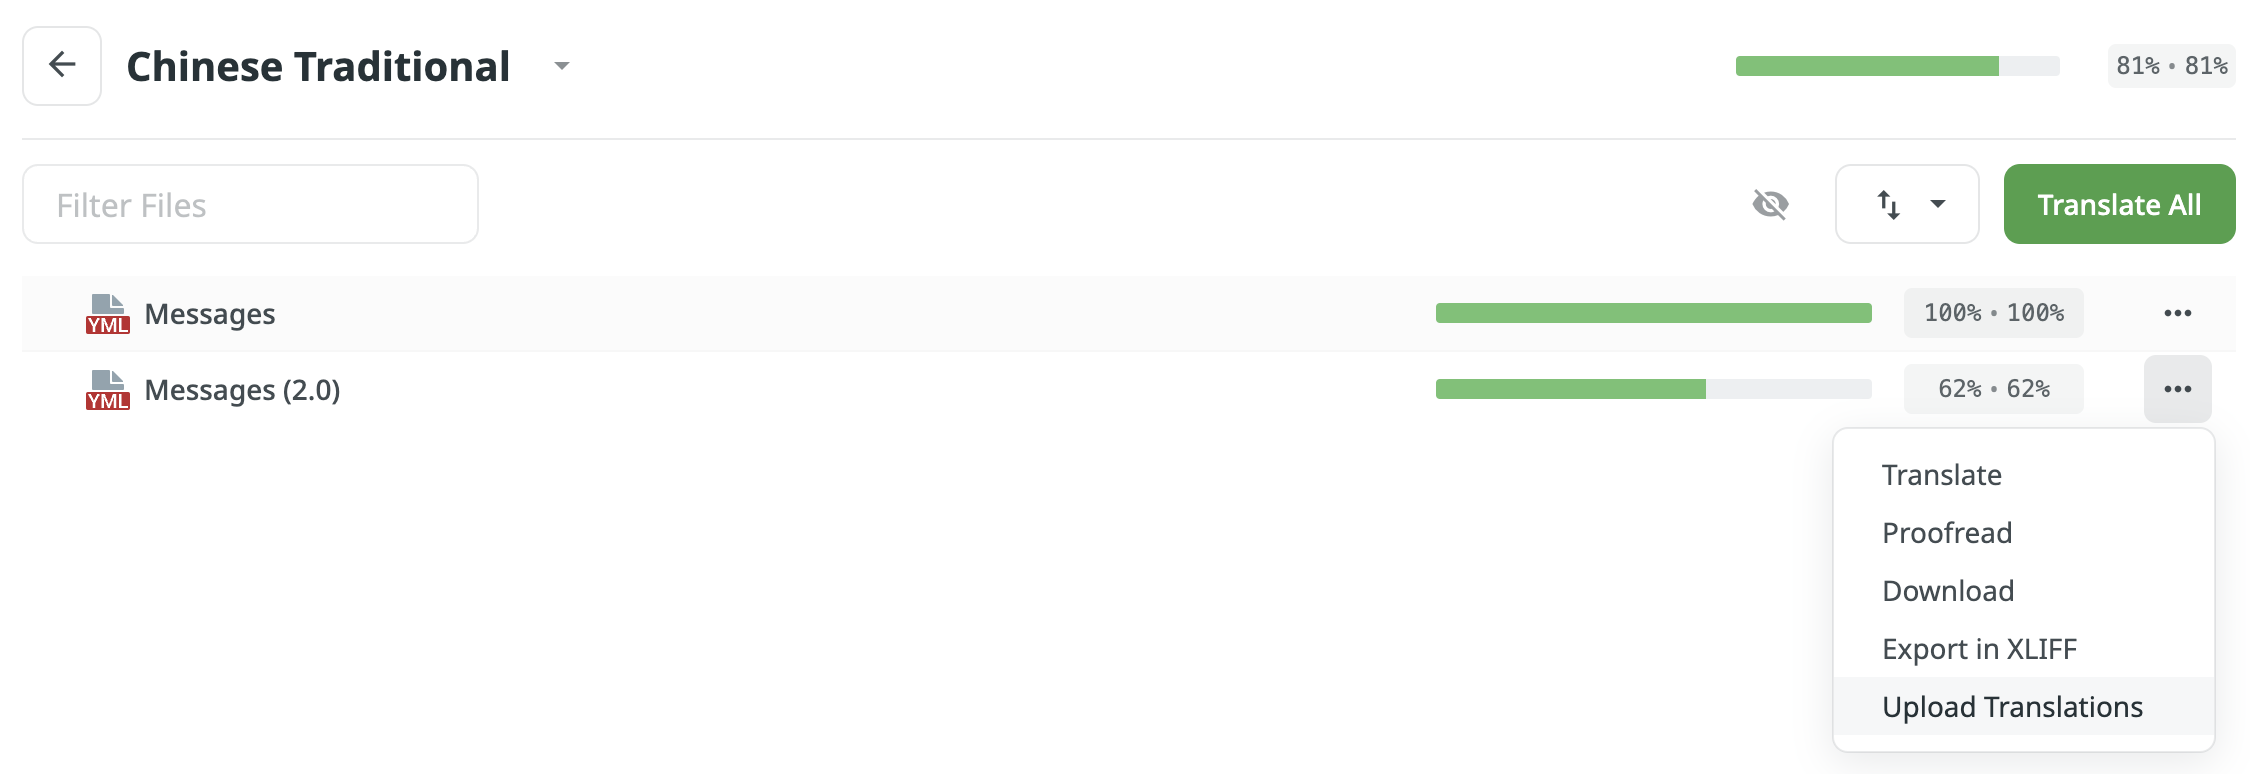 Chinese Traditional
81% • 81%
Filter Files
Translate All
YML Messages
100% • 100%
YML Messages (2.0)
62% • 62%
Translate
Proofread
Download
Export in XLIFF
Upload Translations